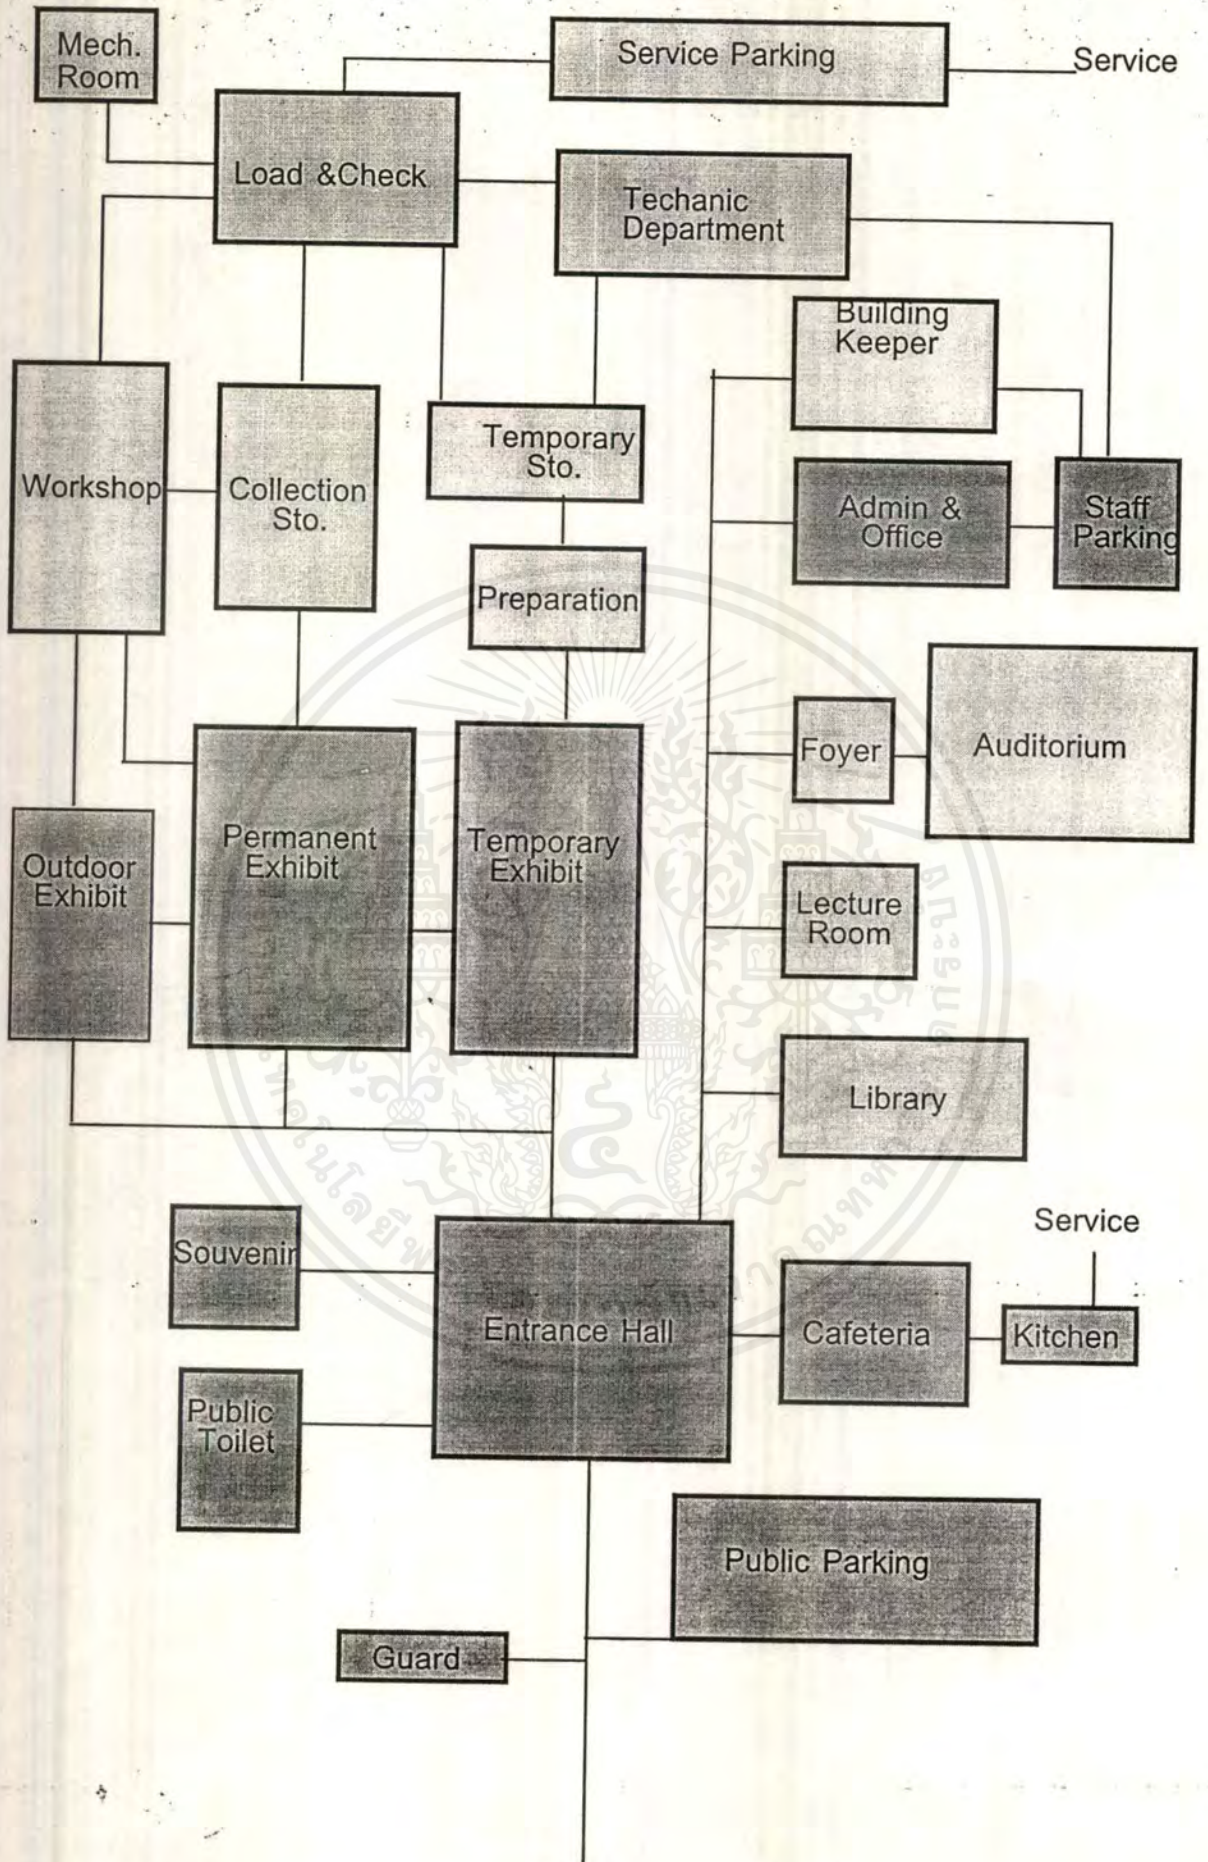 Mech.
Room
Service Parking
Service
Load &Check
Techanic
Department
Building
Keeper
Workshop
Collection
Sto.
Temporary
Sto.
Admin &
Office
Staff
Parking
Preparation
Foyer
Auditorium
Outdoor
Exhibit
Permanent
Exhibit
Temporary
Exhibit
Lecture
Room
Library
Souvenir
Entrance Hall
Cafeteria
Service
Kitchen
Public
Toilet
Public Parking
Guard